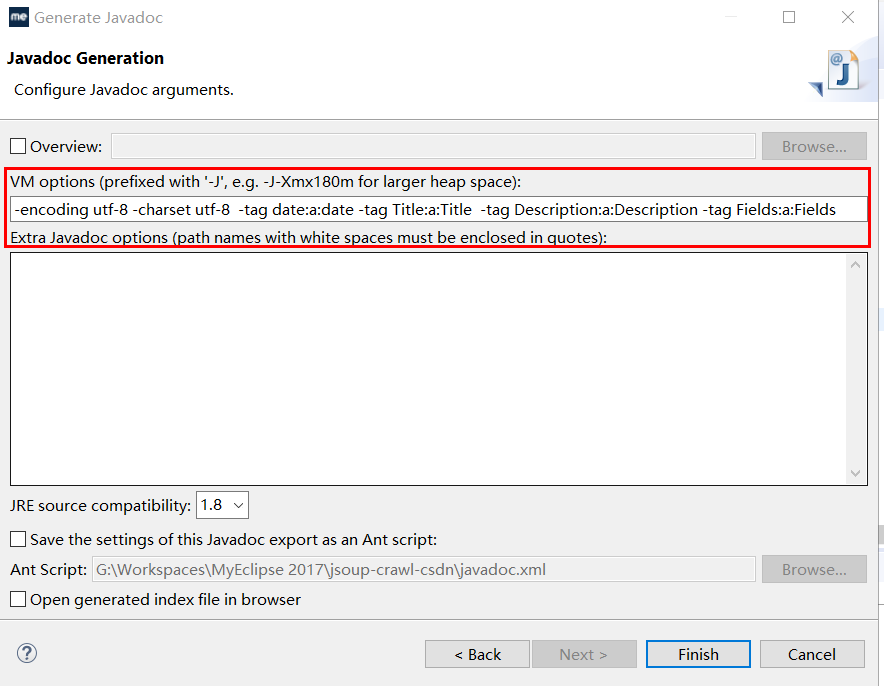 me Generate Javadoc
Javadoc Generation
Configure Javadoc arguments.
@ J
Overview: Browse...
VM options (prefixed with '-J', e.g. -J-Xmx180m for larger heap space):
-encoding utf-8 -charset utf-8  -tag date:a:date -tag Title:a:Title  -tag Description:a:Description -tag Fields:a:Fields
Extra Javadoc options (path names with white spaces must be enclosed in quotes):
JRE source compatibility: 1.8
Save the settings of this Javadoc export as an Ant script:
Ant Script: G:\Workspaces\MyEclipse 2017\jsoup-crawl-csdn\javadoc.xml Browse...
Open generated index file in browser
? < Back Next > Finish Cancel